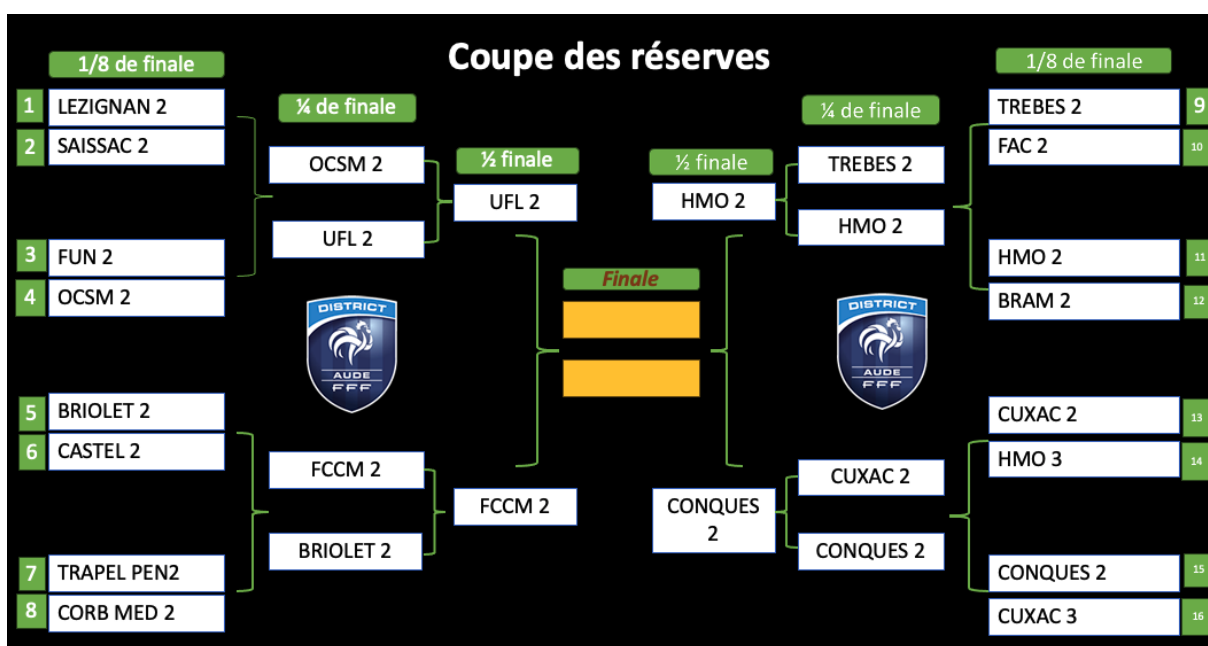 Coupe des réserves
1/8 de finale
1 LEZIGNAN 2
2 SAISSAC 2
3 FUN 2
4 OCSM 2
5 BRIOLET 2
6 CASTEL 2
7 TRAPEL PEN2
8 CORB MED 2
¼ de finale
OCSM 2
UFL 2
FCCM 2
BRIOLET 2
½ finale
UFL 2
FCCM 2
Finale
½ finale
HMO 2
CONQUES
2
¼ de finale
TREBES 2
HMO 2
CUXAC 2
CONQUES 2
1/8 de finale
TREBES 2 9
FAC 2 10
HMO 2 11
BRAM 2 12
CUXAC 2 13
HMO 3 14
CONQUES 2 15
CUXAC 3 16
DISTRICT
AUDE
FFF
DISTRICT
AUDE
FFF